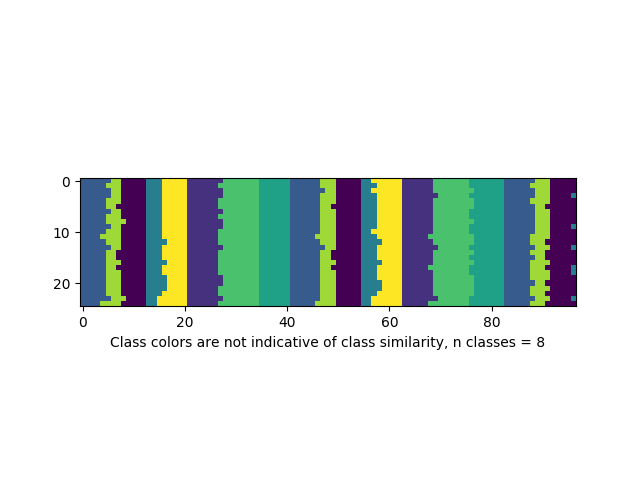 0
10
20
0 20 40 60 80
Class colors are not indicative of class similarity, n classes = 8